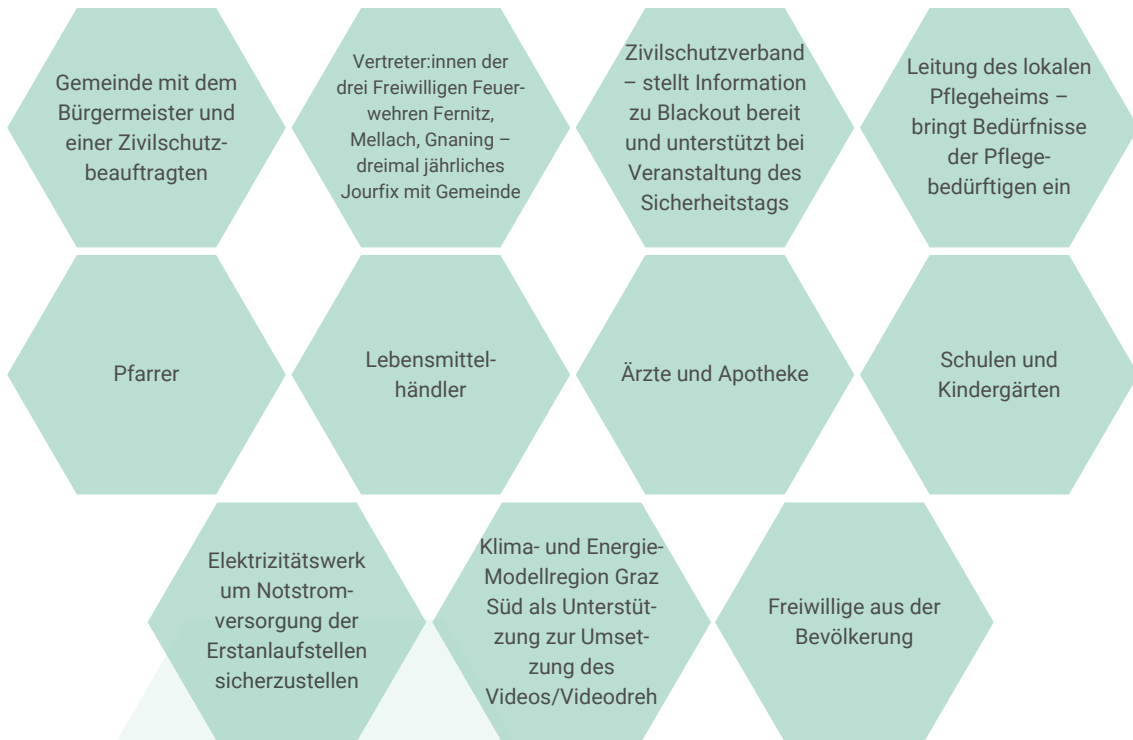 Gemeinde mit dem
Bürgermeister und
einer Zivilschutz-
beauftragten
Vertreter:innen der
drei Freiwilligen Feuer-
wehren Fernitz,
Mellach, Gnaning –
dreimal jährliches
Jourfix mit Gemeinde
Zivilschutzverband
– stellt Information
zu Blackout bereit
und unterstützt bei
Veranstaltung des
Sicherheitstags
Leitung des lokalen
Pflegeheims –
bringt Bedürfnisse
der Pflege-
bedürftigen ein
Pfarrer
Lebensmittel-
händler
Ärzte und Apotheke
Schulen und
Kindergärten
Elektrizitätswerk
um Notstrom-
versorgung der
Erstanlaufstellen
sicherzustellen
Klima- und Energie-
Modellregion Graz
Süd als Unterstüt-
zung zur Umset-
zung des
Videos/Videodreh
Freiwillige aus der
Bevölkerung